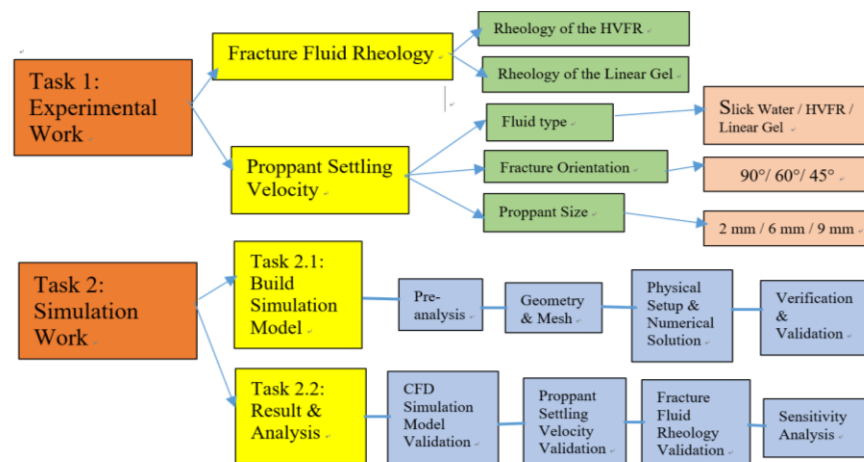 Task 1:
Experimental
Work
Fracture Fluid Rheology
Rheology of the HVFR
Rheology of the Linear Gel
Proppant Settling
Velocity
Fluid type
Slick Water / HVFR /
Linear Gel
Fracture Orientation
90°/ 60°/ 45°
Proppant Size
2 mm / 6 mm / 9 mm
Task 2:
Simulation
Work
Task 2.1:
Build
Simulation
Model
Pre-
analysis
Geometry
& Mesh
Physical
Setup &
Numerical
Solution
Verification
&
Validation
Task 2.2:
Result &
Analysis
CFD
Simulation
Model
Validation
Proppant
Settling
Velocity
Validation
Fracture
Fluid
Rheology
Validation
Sensitivity
Analysis